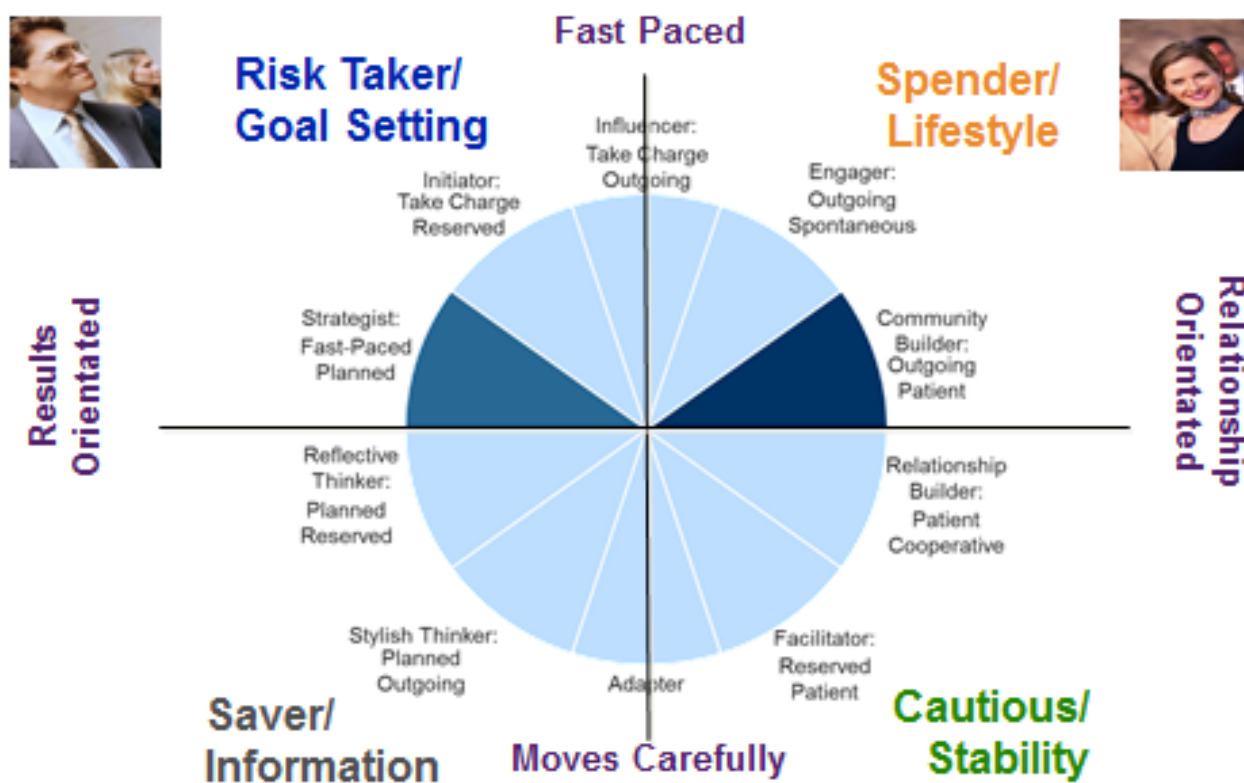 Fast Paced
Risk Taker/
Goal Setting
Spender/
Lifestyle
Influencer:
Take Charge
Outgoing
Initiator:
Take Charge
Reserved
Engager:
Outgoing
Spontaneous
Results
Orientated
Strategist:
Fast-Paced
Planned
Community
Builder:
Outgoing
Patient
Relationship
Orientated
Reflective
Thinker:
Planned
Reserved
Relationship
Builder:
Patient
Cooperative
Stylish Thinker:
Planned
Outgoing
Adapter
Facilitator:
Reserved
Patient
Saver/
Information
Moves Carefully
Cautious/
Stability